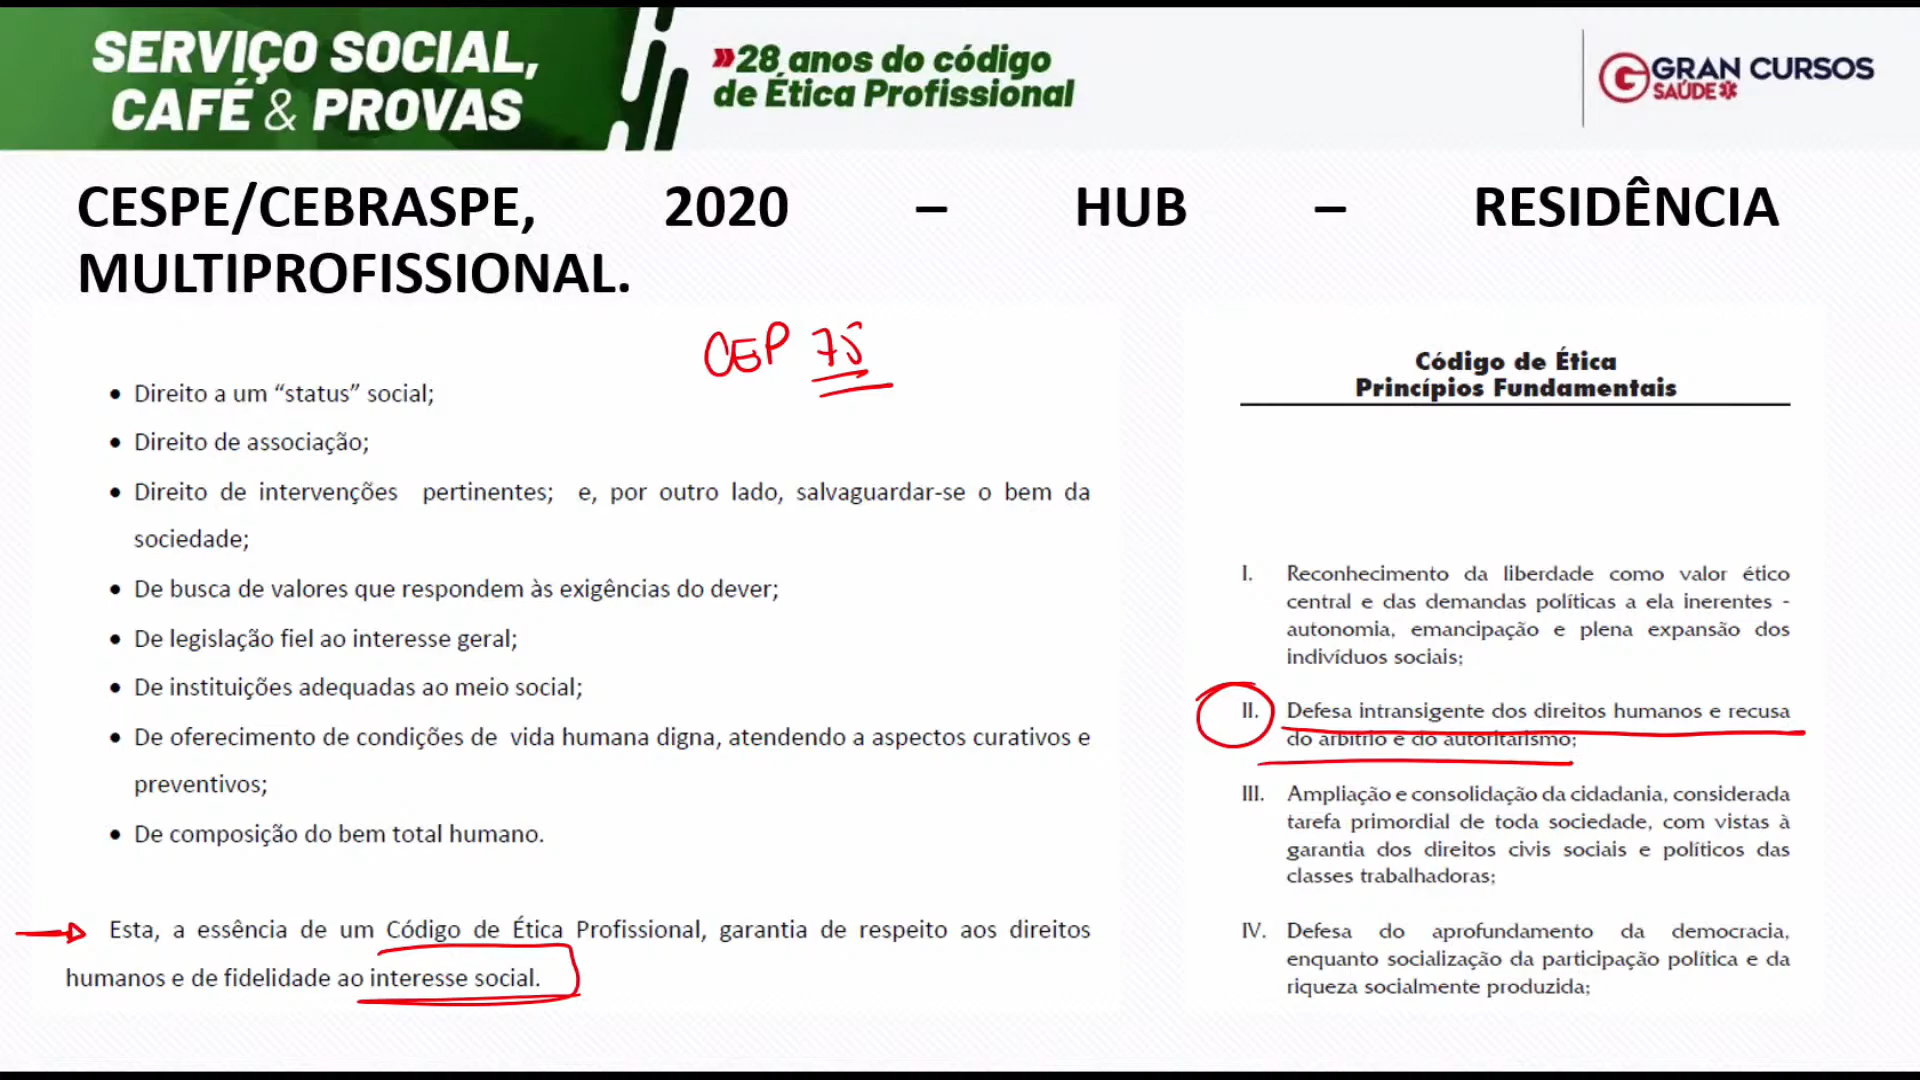 SERVIÇO SOCIAL,
CAFÉ & PROVAS
28 anos do código
de Ética Profissional
GRAN CURSOS
SAÚDE
CESPE/CEBRASPE, 2020 – HUB – RESIDÊNCIA
MULTIPROFISSIONAL.
CEP 75
• Direito a um “status” social;
• Direito de associação;
• Direito de intervenções pertinentes; e, por outro lado, salvaguardar-se o bem da
sociedade;
• De busca de valores que respondem às exigências do dever;
• De legislação fiel ao interesse geral;
• De instituições adequadas ao meio social;
• De oferecimento de condições de vida humana digna, atendendo a aspectos curativos e
preventivos;
• De composição do bem total humano.
Esta, a essência de um Código de Ética Profissional, garantia de respeito aos direitos
humanos e de fidelidade ao interesse social.
Código de Ética
Princípios Fundamentais
I. Reconhecimento da liberdade como valor ético
central e das demandas políticas a ela inerentes -
autonomia, emancipação e plena expansão dos
indivíduos sociais;
II. Defesa intransigente dos direitos humanos e recusa
do arbítrio e do autoritarismo;
III. Ampliação e consolidação da cidadania, considerada
tarefa primordial de toda sociedade, com vistas à
garantia dos direitos civis sociais e políticos das
classes trabalhadoras;
IV. Defesa do aprofundamento da democracia,
enquanto socialização da participação política e da
riqueza socialmente produzida;